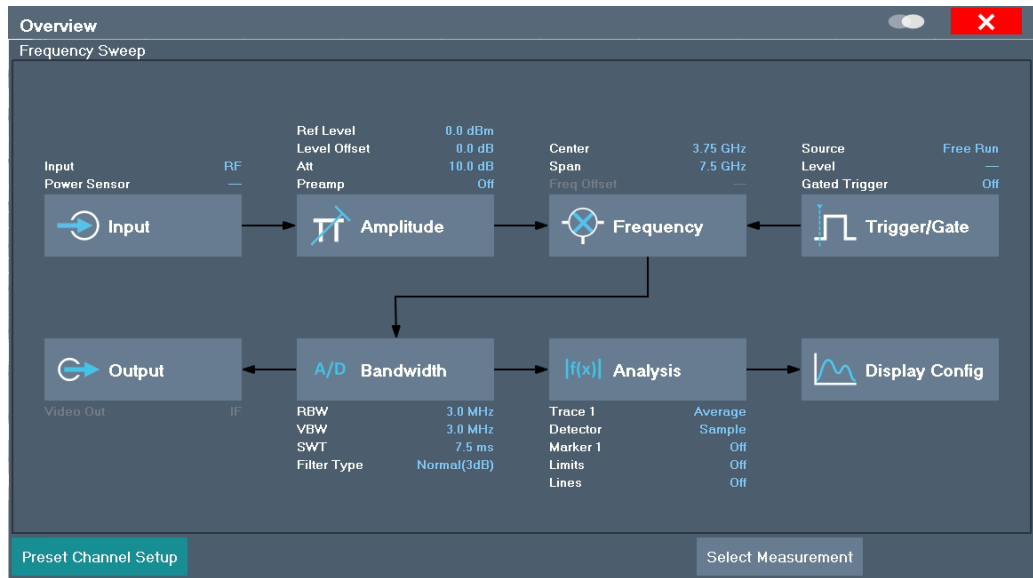 Overview
Frequency Sweep
Input RF
Power Sensor —
Input
Ref Level 0.0 dBm
Level Offset 0.0 dB
Att 10.0 dB
Preamp Off
Amplitude
Center 3.75 GHz
Span 7.5 GHz
Freq Offset —
Frequency
Source Free Run
Level —
Gated Trigger Off
Trigger/Gate
Output
Video Out IF
A/D Bandwidth
RBW 3.0 MHz
VBW 3.0 MHz
SWT 7.5 ms
Filter Type Normal(3dB)
|f(x)| Analysis
Trace 1 Average
Detector Sample
Marker 1 Off
Limits Off
Lines Off
Display Config
Preset Channel Setup
Select Measurement